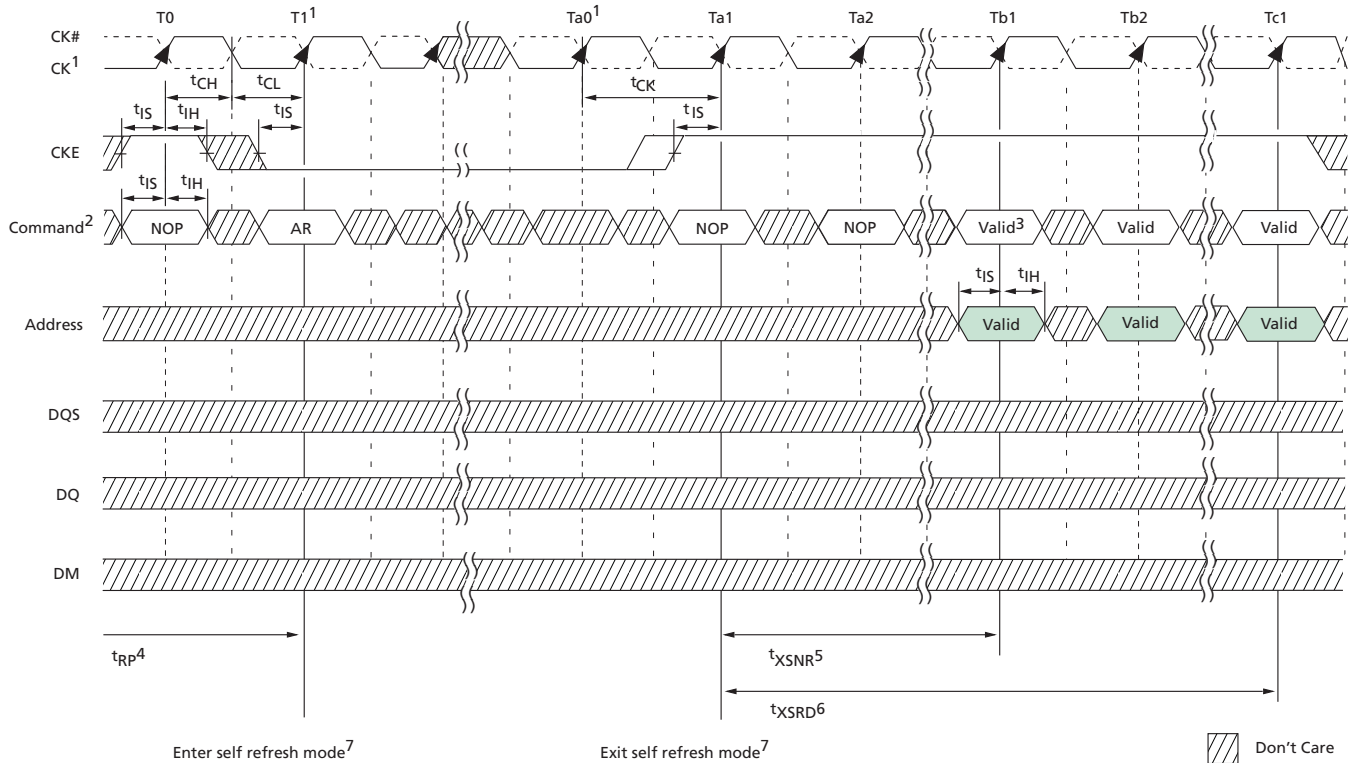 T0 T1¹ Ta0¹ Ta1 Ta2 Tb1 Tb2 Tc1
CK#
CK¹
tCH tCL tCK
tIS tIH tIS tIS
CKE
tIS tIH
Command² NOP AR NOP NOP Valid³ Valid Valid
tIS tIH
Address Valid Valid Valid
DQS
DQ
DM
tRP⁴ tXSNR⁵
tXSRD⁶
Enter self refresh mode⁷ Exit self refresh mode⁷ Don't Care